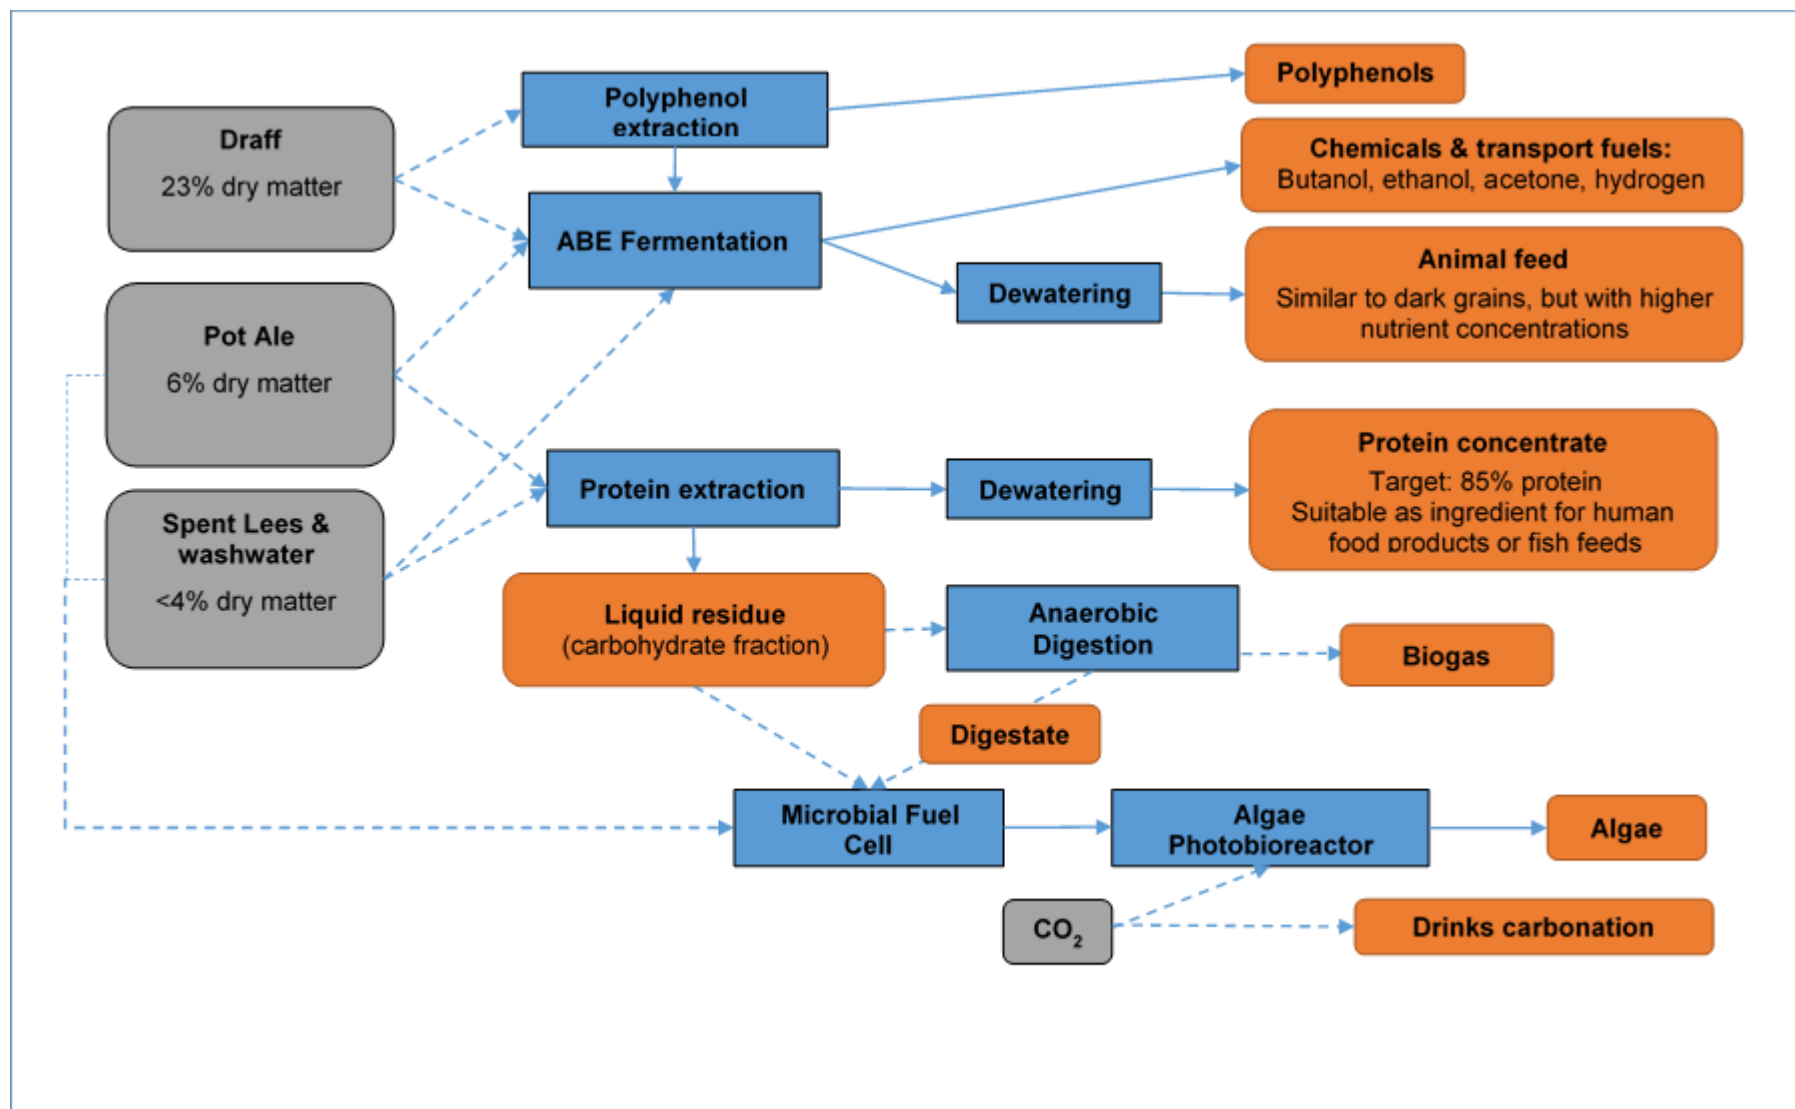 Polyphenols
Polyphenol
extraction
Draff
23% dry matter
Chemicals & transport fuels:
Butanol, ethanol, acetone, hydrogen
ABE Fermentation
Animal feed
Similar to dark grains, but with higher
nutrient concentrations
Dewatering
Pot Ale
6% dry matter
Protein concentrate
Target: 85% protein
Suitable as ingredient for human
food products or fish feeds
Protein extraction
Dewatering
Spent Lees &
washwater
<4% dry matter
Liquid residue
(carbohydrate fraction)
Anaerobic
Digestion
Biogas
Digestate
Microbial Fuel
Cell
Algae
Photobioreactor
Algae
CO₂
Drinks carbonation